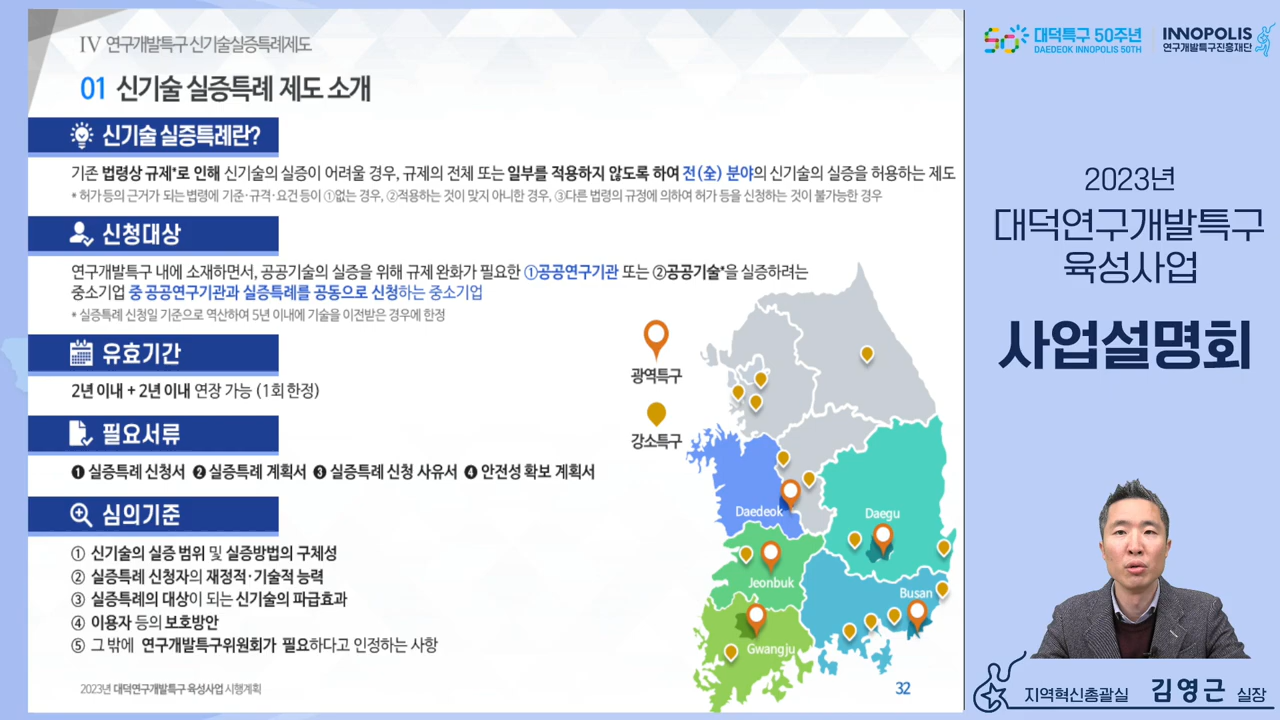 Ⅳ 연구개발특구 신기술실증특례제도
01 신기술 실증특례 제도 소개
신기술 실증특례란?
기존 법령상 규제*로 인해 신기술의 실증이 어려울 경우, 규제의 전체 또는 일부를 적용하지 않도록 하여 전(全) 분야의 신기술의 실증을 허용하는 제도
* 허가 등의 근거가 되는 법령에 기준·규격·요건 등이 ①없는 경우, ②적용하는 것이 맞지 아니한 경우, ③다른 법령의 규정에 의하여 허가 등을 신청하는 것이 불가능한 경우
신청대상
연구개발특구 내에 소재하면서, 공공기술의 실증을 위해 규제 완화가 필요한 ①공공연구기관 또는 ②공공기술*을 실증하려는
중소기업 중 공공연구기관과 실증특례를 공동으로 신청하는 중소기업
* 실증특례 신청일 기준으로 역산하여 5년 이내에 기술을 이전받은 경우에 한정
유효기간
2년 이내 + 2년 이내 연장 가능 (1회 한정)
필요서류
❶ 실증특례 신청서 ❷ 실증특례 계획서 ❸ 실증특례 신청 사유서 ❹ 안전성 확보 계획서
심의기준
① 신기술의 실증 범위 및 실증방법의 구체성
② 실증특례 신청자의 재정적·기술적 능력
③ 실증특례의 대상이 되는 신기술의 파급효과
④ 이용자 등의 보호방안
⑤ 그 밖에 연구개발특구위원회가 필요하다고 인정하는 사항
광역특구
강소특구
Daedeok
Daegu
Jeonbuk
Busan
Gwangju
2023년 대덕연구개발특구 육성사업 시행계획
32
50 대덕특구 50주년
DAEDEOK INNOPOLIS 50TH
INNOPOLIS
연구개발특구진흥재단
2023년
대덕연구개발특구
육성사업
사업설명회
지역혁신총괄실 김영근 실장